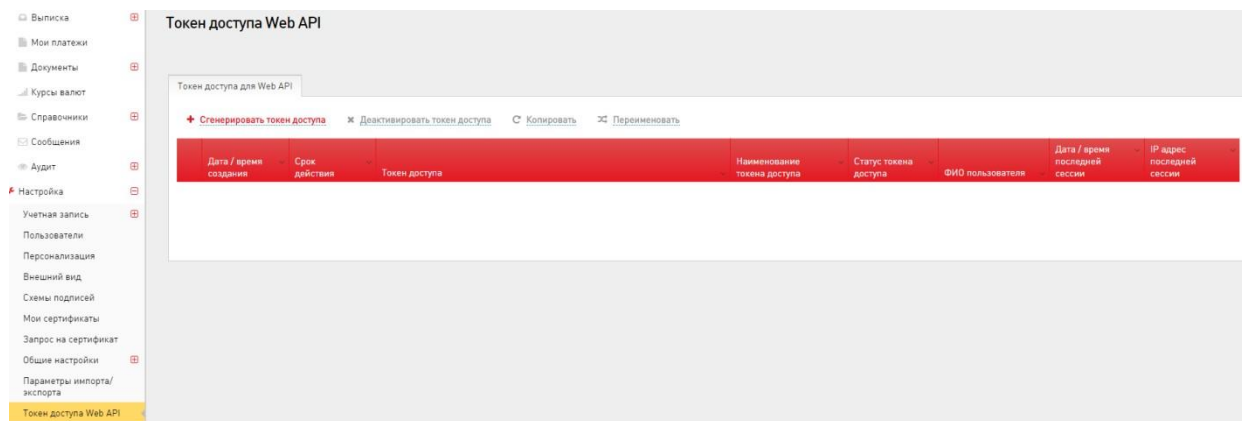 Выписка
Мои платежи
Документы
Курсы валют
Справочники
Сообщения
Аудит
Настройка
Учетная запись
Пользователи
Персонализация
Внешний вид
Схемы подписей
Мои сертификаты
Запрос на сертификат
Общие настройки
Параметры импорта/
экспорта
Токен доступа Web API
Токен доступа Web API
Токен доступа для Web API
Сгенерировать токен доступа Деактивировать токен доступа Копировать Переименовать
Дата / время
создания
Срок
действия
Токен доступа
Наименование
токена доступа
Статус токена
доступа
ФИО пользователя
Дата / время
последней
сессии
IP адрес
последней
сессии